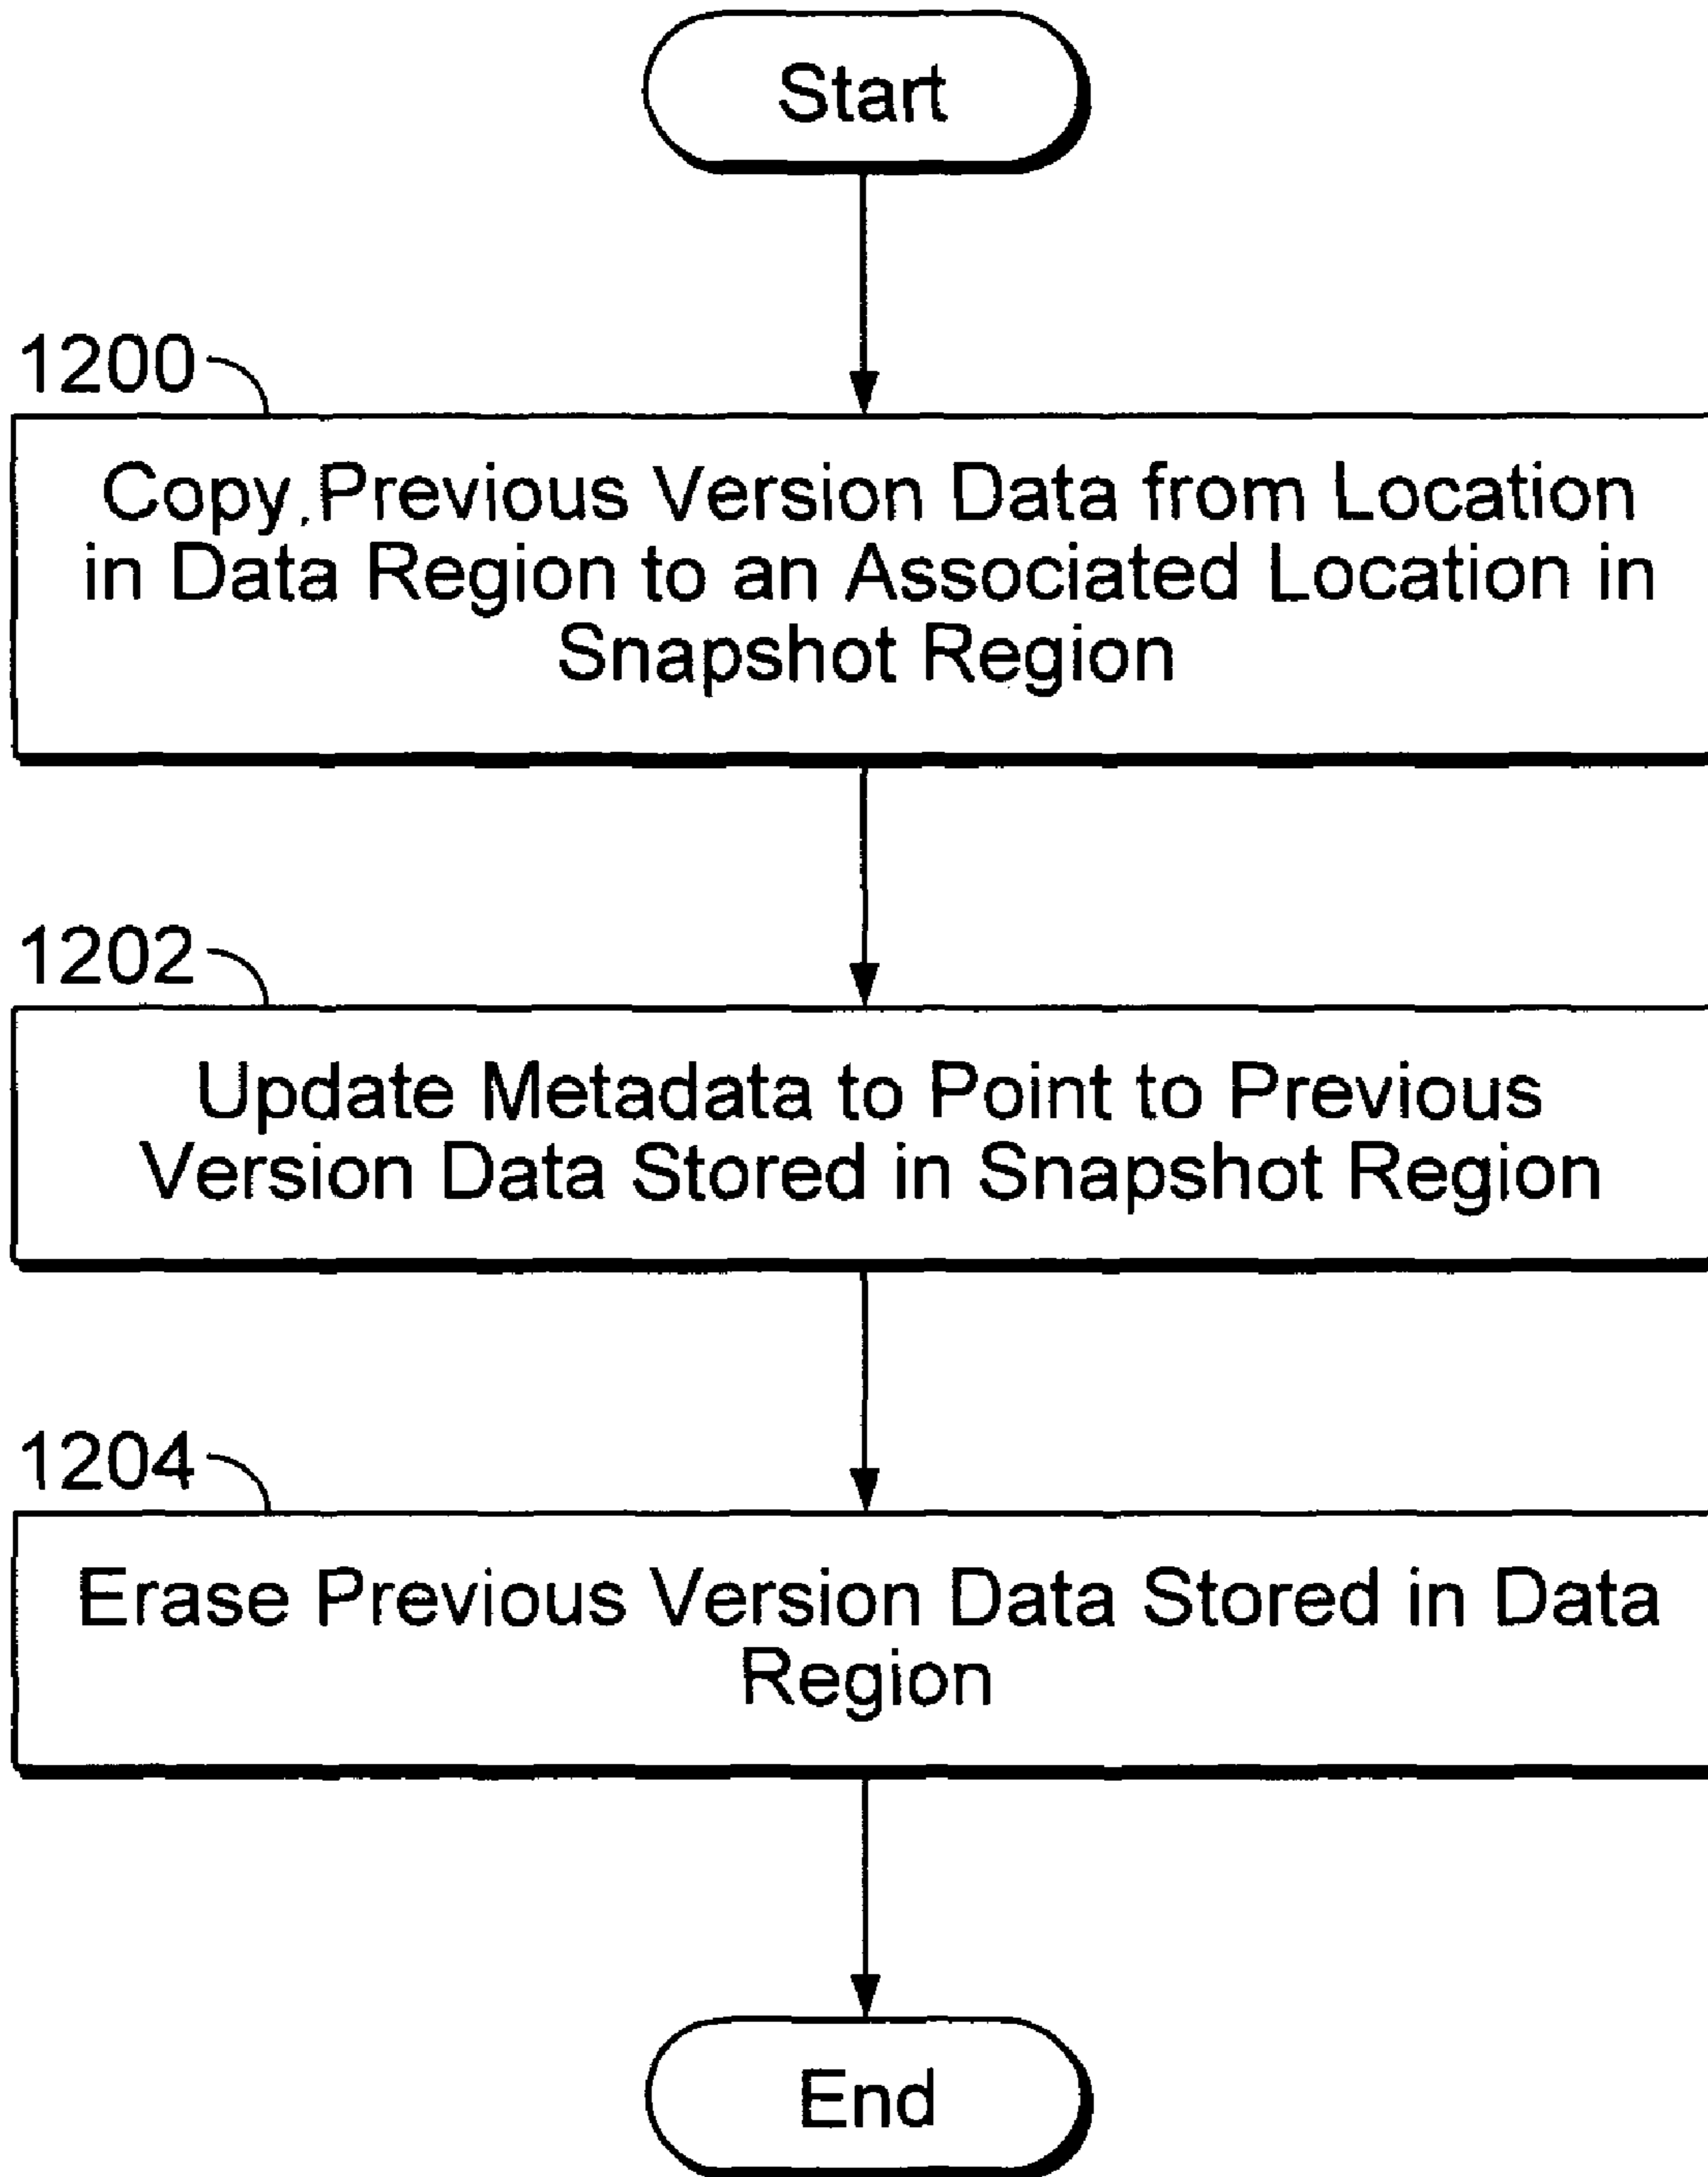 Start
1200
Copy Previous Version Data from Location
in Data Region to an Associated Location in
Snapshot Region
1202
Update Metadata to Point to Previous
Version Data Stored in Snapshot Region
1204
Erase Previous Version Data Stored in Data
Region
End